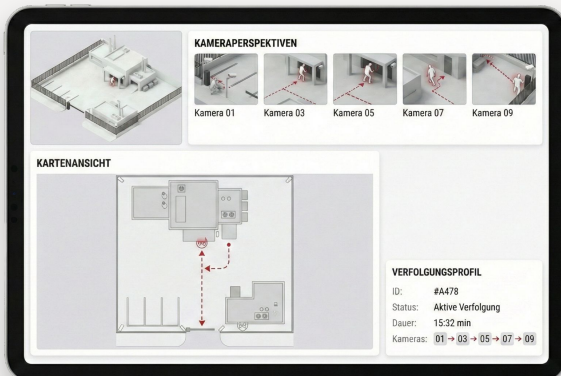 KAMERAPERSPEKTIVEN
Kamera 01
Kamera 03
Kamera 05
Kamera 07
Kamera 09
KARTENANSICHT
VERFOLGUNGSPROFIL
ID: #A478
Status: Aktive Verfolgung
Dauer: 15:32 min
Kameras: 01 → 03 → 05 → 07 → 09